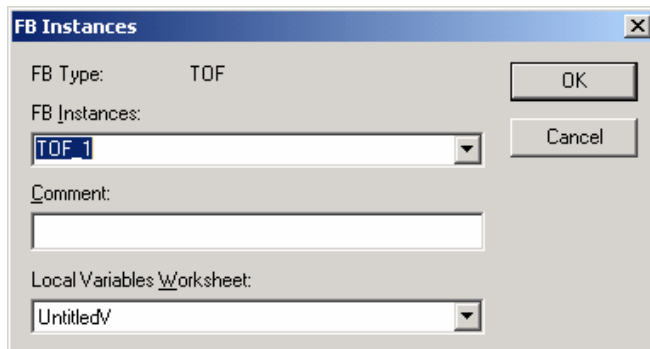 FB Instances
FB Type: TOF
OK
FB Instances:
TOF_1
Cancel
Comment:
Local Variables Worksheet:
UntitledV